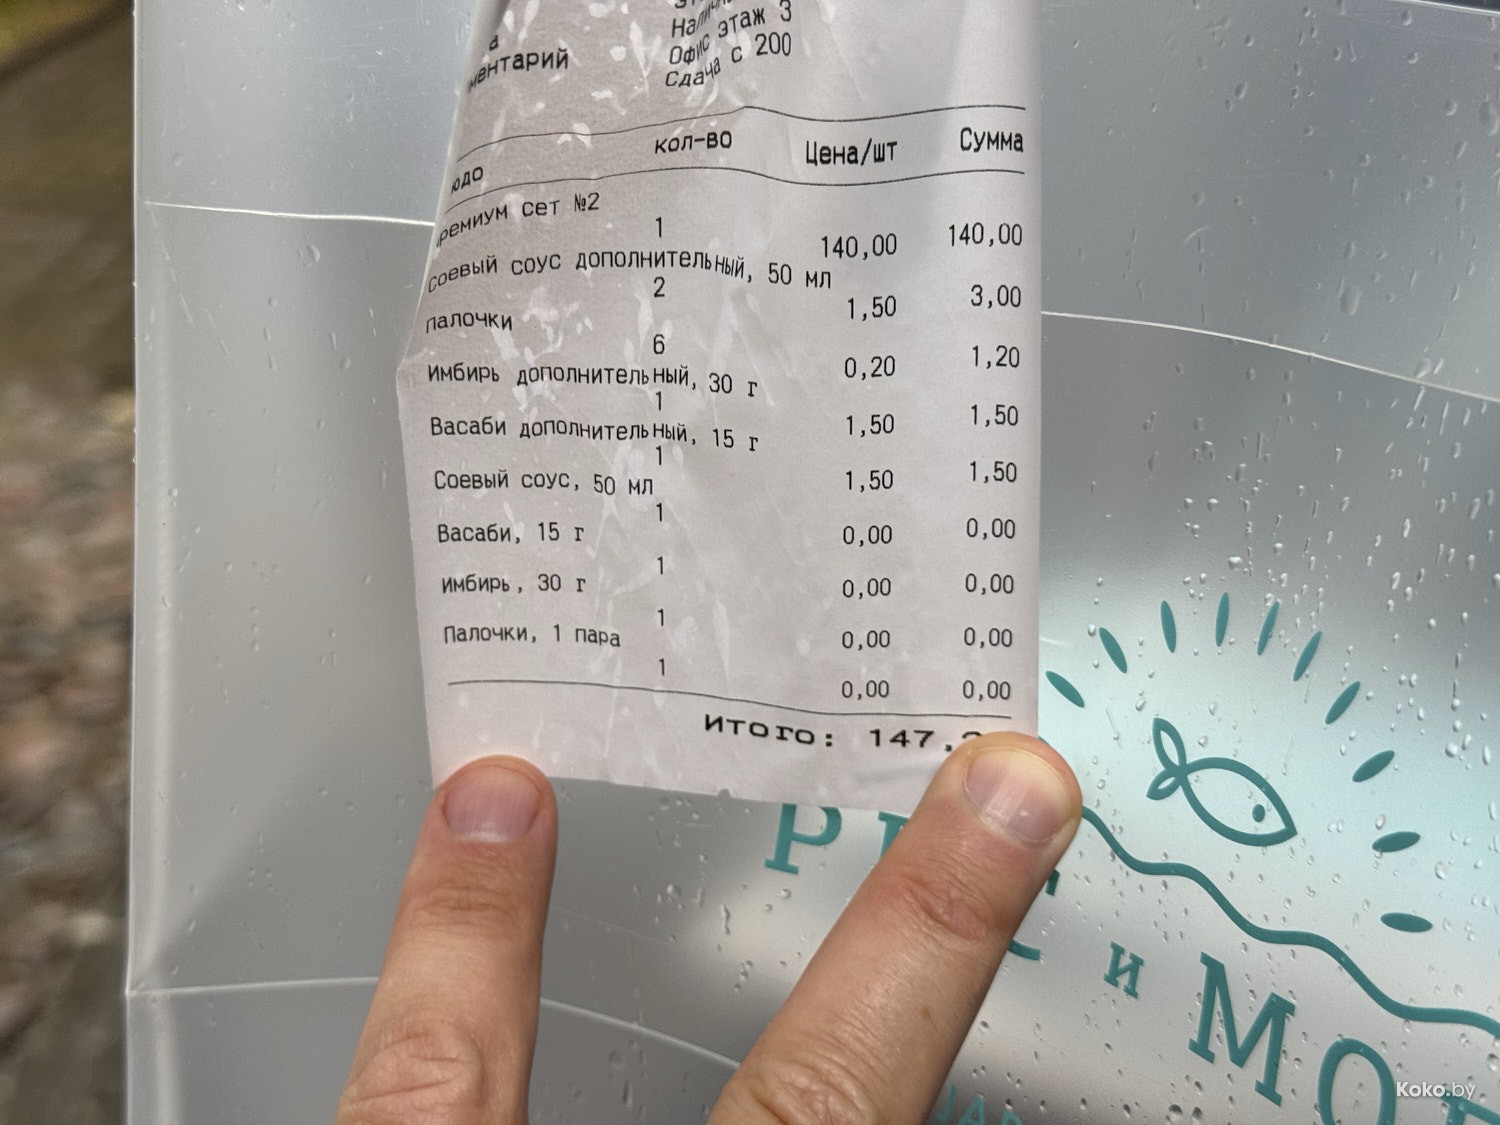 ментарий
Офис этаж 3
Сдача с 200
кол-во Цена/шт Сумма
юдо
ремиум сет №2
1 140,00 140,00
Соевый соус дополнительный, 50 мл
2 1,50 3,00
Палочки
6 0,20 1,20
имбирь дополнительный, 30 г
1 1,50 1,50
Васаби дополнительный, 15 г
1 1,50 1,50
Соевый соус, 50 мл
1 0,00 0,00
Васаби, 15 г
1 0,00 0,00
имбирь, 30 г
1 0,00 0,00
Палочки, 1 пара
1 0,00 0,00
ИТОГО: 147,
и
Koko.by